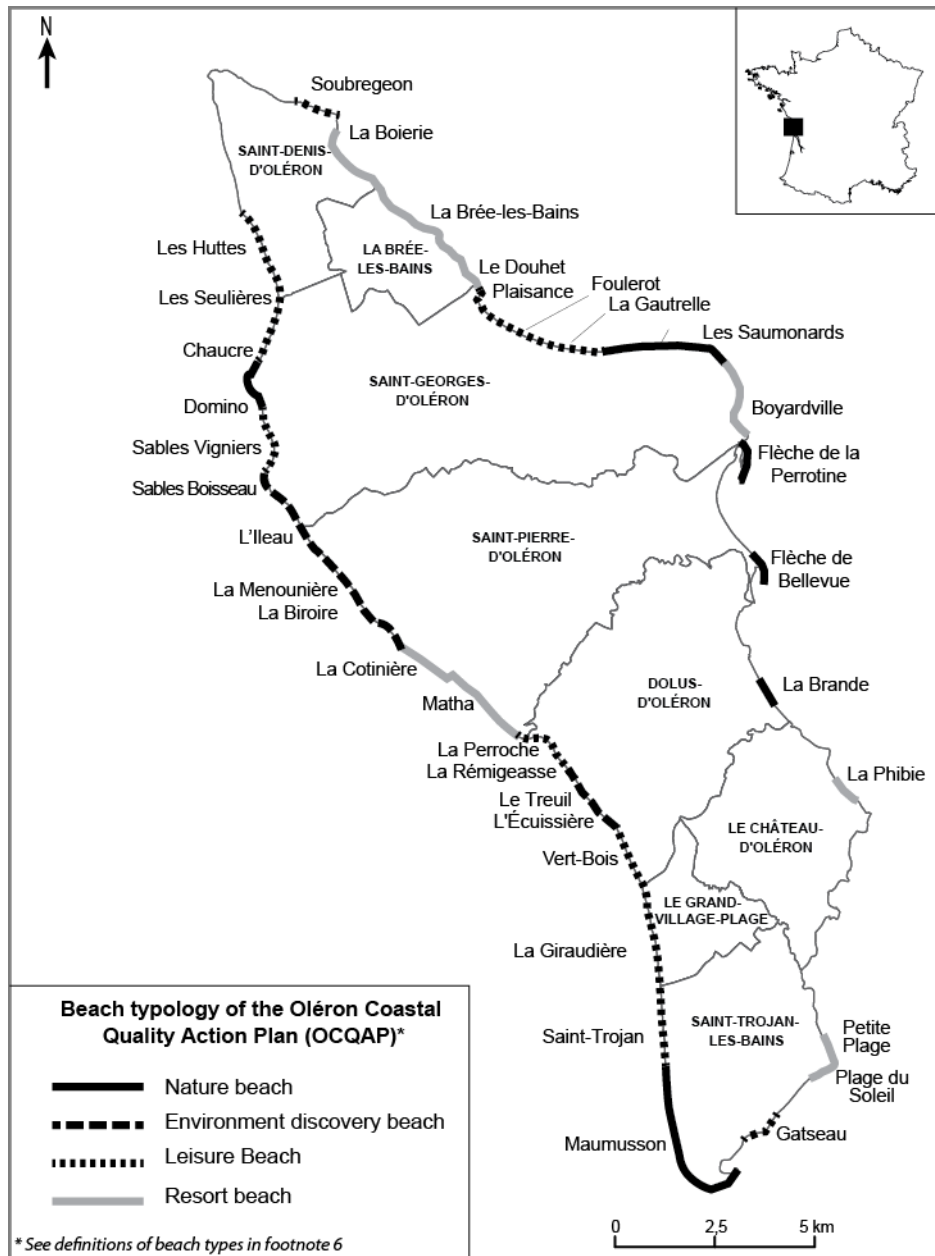 N
Soubregeon
La Boierie
SAINT-DENIS-
D'OLÉRON
La Brée-les-Bains
Les Huttes
LA BRÉE-
LES-BAINS
Le Douhet
Plaisance
Foulerot
La Gautrelle
Les Seulières
Les Saumonards
Chaucre
SAINT-GEORGES-
D'OLÉRON
Domino
Boyardville
Sables Vigniers
Flèche de la
Perrotine
Sables Boisseau
L'Ileau
SAINT-PIERRE-
D'OLÉRON
Flèche de
Bellevue
La Menounière
La Biroire
La Cotinière
DOLUS-
D'OLÉRON
La Brande
Matha
La Perroche
La Rémigeasse
La Phibie
Le Treuil
L'Écuissière
LE CHÂTEAU-
D'OLÉRON
Vert-Bois
LE GRAND-
VILLAGE-PLAGE
La Giraudière
Saint-Trojan
SAINT-TROJAN-
LES-BAINS
Petite
Plage
Plage du
Soleil
Gatseau
Maumusson
Beach typology of the Oléron Coastal
Quality Action Plan (OCQAP)*
Nature beach
Environment discovery beach
Leisure Beach
Resort beach
* See definitions of beach types in footnote 6
0 2,5 5 km